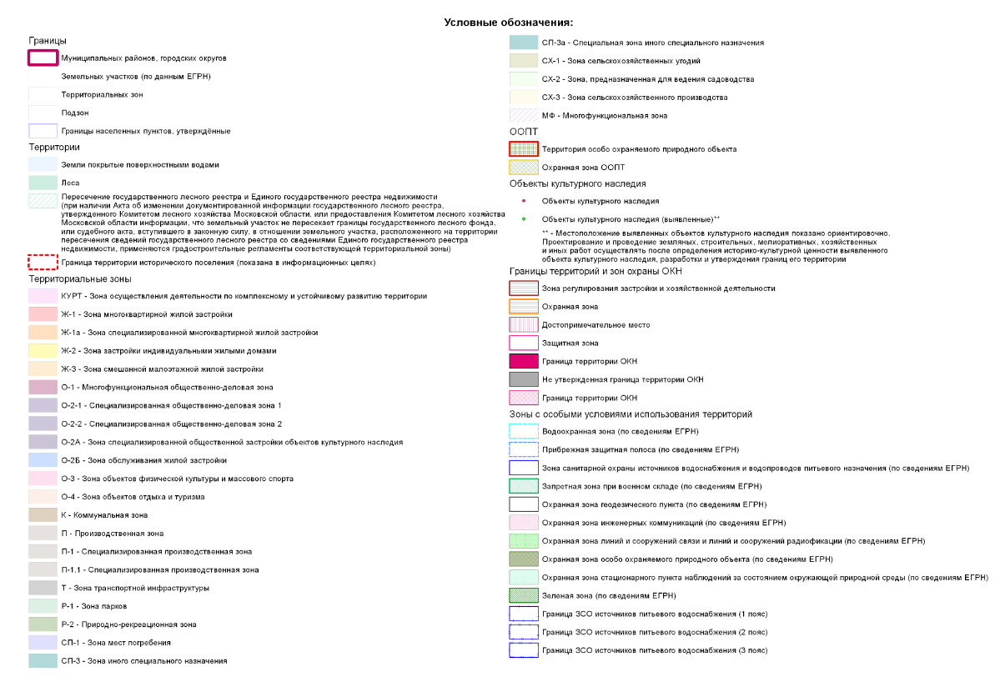 Условные обозначения:
Границы
Муниципальных районов, городских округов
Земельных участков (по данным ЕГРН)
Территориальных зон
Подзон
Границы населенных пунктов, утверждённые
Территории
Земли покрытые поверхностными водами
Леса
Пересечение государственного лесного реестра и Единого государственного реестра недвижимости
(при наличии Акта об изменении документированной информации государственного лесного реестра,
утвержденного Комитетом лесного хозяйства Московской области, или предоставления Комитетом лесного хозяйства
Московской области информации, что земельный участок не пересекает границы государственного лесного фонда,
или судебного акта, вступившего в законную силу, в отношении земельного участка, расположенного на территории
пересечения сведений государственного лесного реестра со сведениями Единого государственного реестра
недвижимости, применяются градостроительные регламенты соответствующей территориальной зоны)
Граница территории исторического поселения (показана в информационных целях)
Территориальные зоны
КУРТ - Зона осуществления деятельности по комплексному и устойчивому развитию территории
Ж-1 - Зона многоквартирной жилой застройки
Ж-1а - Зона специализированной многоквартирной жилой застройки
Ж-2 - Зона застройки индивидуальными жилыми домами
Ж-3 - Зона смешанной малоэтажной жилой застройки
О-1 - Многофункциональная общественно-деловая зона
О-2-1 - Специализированная общественно-деловая зона 1
О-2-2 - Специализированная общественно-деловая зона 2
О-2А - Зона специализированной общественной застройки объектов культурного наследия
О-2Б - Зона обслуживания жилой застройки
О-3 - Зона объектов физической культуры и массового спорта
О-4 - Зона объектов отдыха и туризма
К - Коммунальная зона
П - Производственная зона
П-1 - Специализированная производственная зона
П-1.1 - Специализированная производственная зона
Т - Зона транспортной инфраструктуры
Р-1 - Зона парков
Р-2 - Природно-рекреационная зона
СП-1 - Зона мест погребения
СП-3 - Зона иного специального назначения
СП-3а - Специальная зона иного специального назначения
СХ-1 - Зона сельскохозяйственных угодий
СХ-2 - Зона, предназначенная для ведения садоводства
СХ-3 - Зона сельскохозяйственного производства
МФ - Многофункциональная зона
ООПТ
Территория особо охраняемого природного объекта
Охранная зона ООПТ
Объекты культурного наследия
Объекты культурного наследия
Объекты культурного наследия (выявленные)**
** - Местоположение выявленных объектов культурного наследия показано ориентировочно.
Проектирование и проведение земляных, строительных, мелиоративных, хозяйственных
и иных работ осуществлять после определения историко-культурной ценности выявленного
объекта культурного наследия, разработки и утверждения границ его территории
Границы территорий и зон охраны ОКН
Зона регулирования застройки и хозяйственной деятельности
Охранная зона
Достопримечательное место
Защитная зона
Граница территории ОКН
Не утвержденная граница территории ОКН
Граница территории ОКН
Зоны с особыми условиями использования территорий
Водоохранная зона (по сведениям ЕГРН)
Прибрежная защитная полоса (по сведениям ЕГРН)
Зона санитарной охраны источников водоснабжения и водопроводов питьевого назначения (по сведениям ЕГРН)
Запретная зона при военном складе (по сведениям ЕГРН)
Охранная зона геодезического пункта (по сведениям ЕГРН)
Охранная зона инженерных коммуникаций (по сведениям ЕГРН)
Охранная зона линий и сооружений связи и линий и сооружений радиофикации (по сведениям ЕГРН)
Охранная зона особо охраняемого природного объекта (по сведениям ЕГРН)
Охранная зона стационарного пункта наблюдений за состоянием окружающей природной среды (по сведениям ЕГРН)
Зеленая зона (по сведениям ЕГРН)
Граница ЗСО источников питьевого водоснабжения (1 пояс)
Граница ЗСО источников питьевого водоснабжения (2 пояс)
Граница ЗСО источников питьевого водоснабжения (3 пояс)